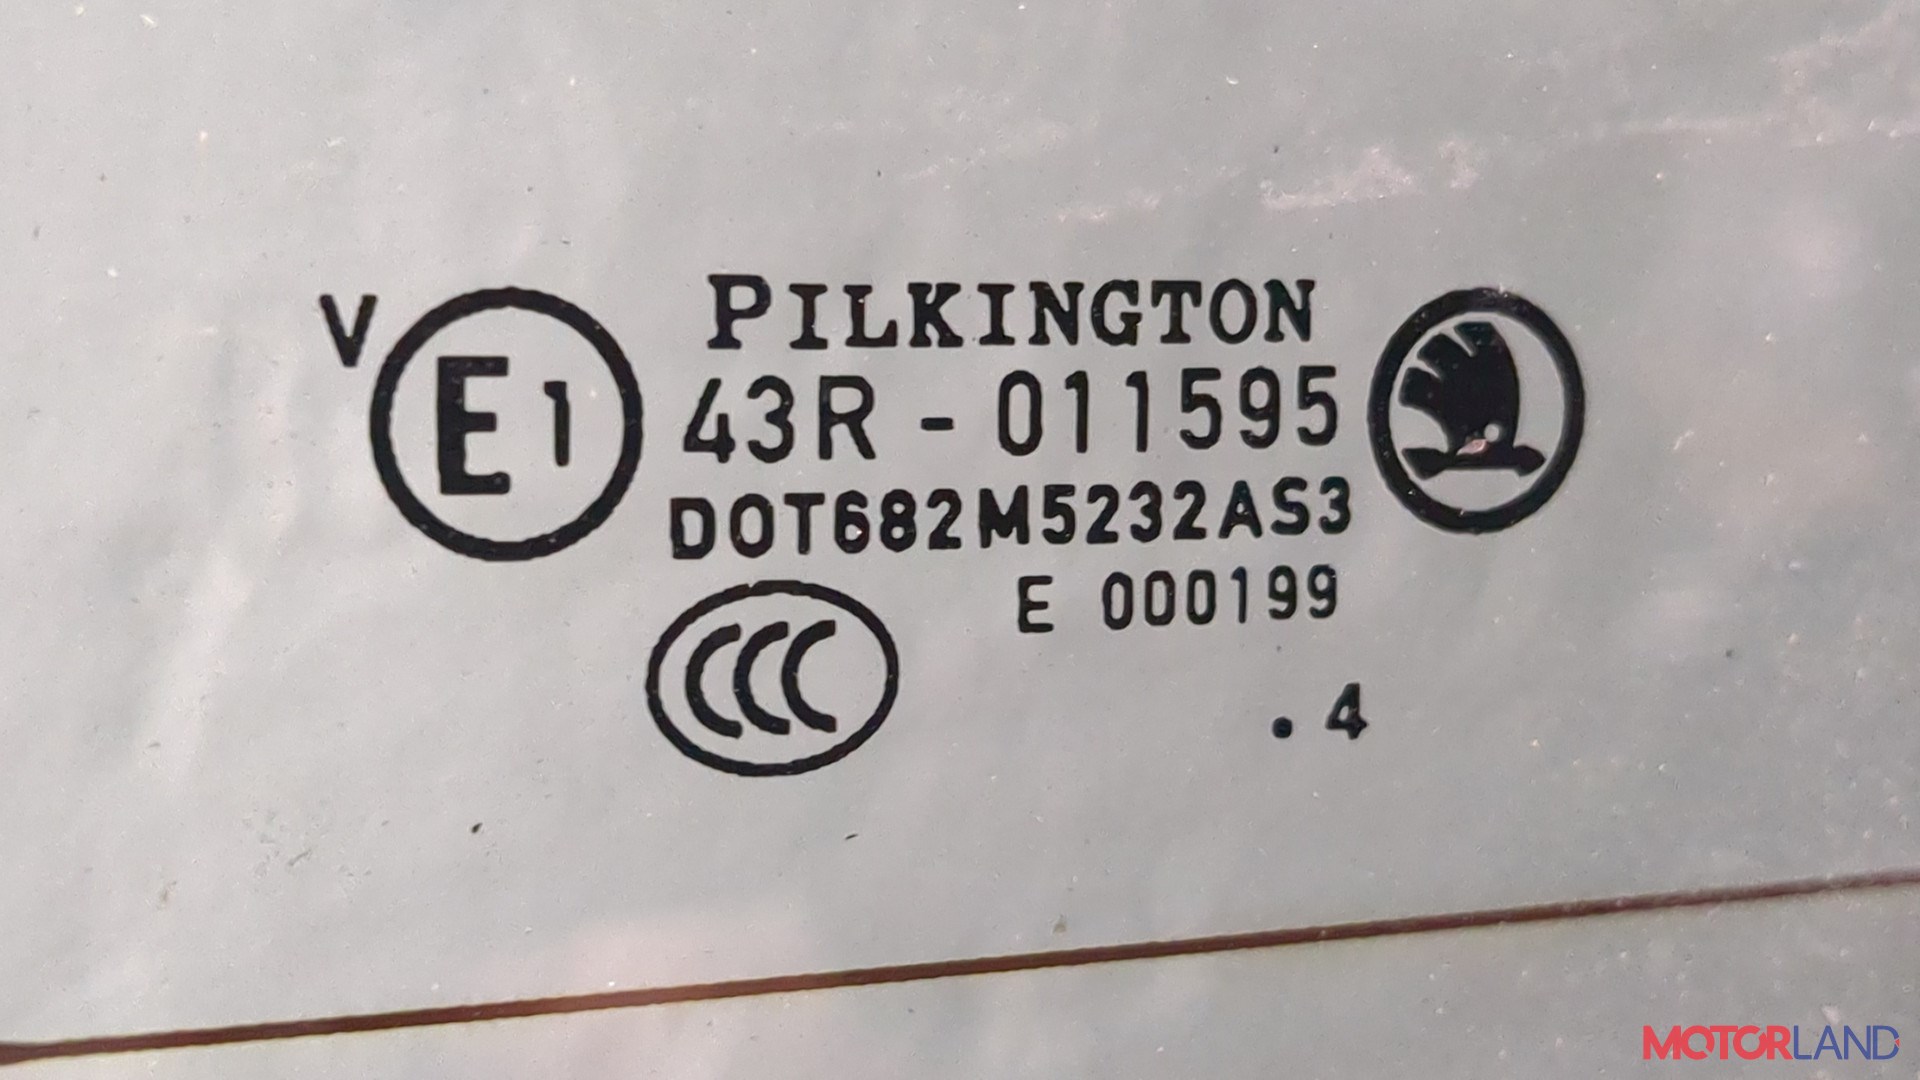 PILKINGTON
V E1 43R - 011595
DOT682M5232AS3
E 000199
CCC
. 4
MOTORLAND